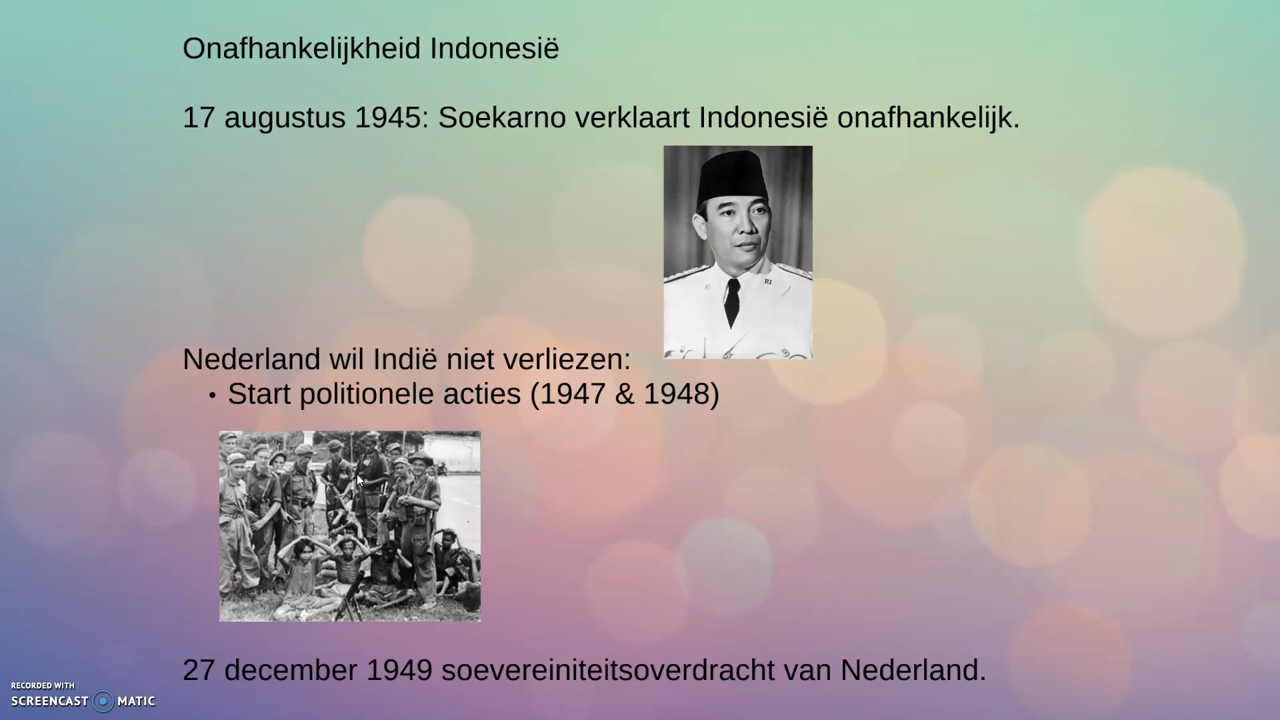 Onafhankelijkheid Indonesië
17 augustus 1945: Soekarno verklaart Indonesië onafhankelijk.
RI
Nederland wil Indië niet verliezen:
• Start politionele acties (1947 & 1948)
27 december 1949 soevereiniteitsoverdracht van Nederland.
RECORDED WITH
SCREENCAST MATIC